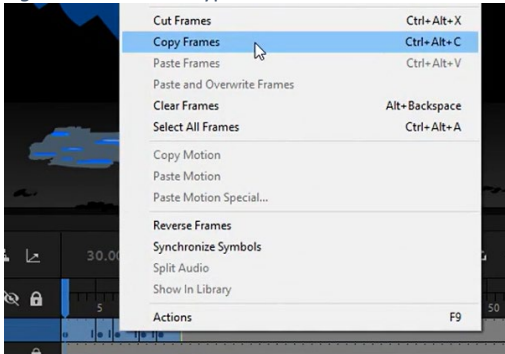 Cut Frames Ctrl+Alt+X
Copy Frames Ctrl+Alt+C
Paste Frames Ctrl+Alt+V
Paste and Overwrite Frames
Clear Frames Alt+Backspace
Select All Frames Ctrl+Alt+A
Copy Motion
Paste Motion
Paste Motion Special...
Reverse Frames
Synchronize Symbols
Split Audio
Show In Library
Actions F9
30.00
5
50